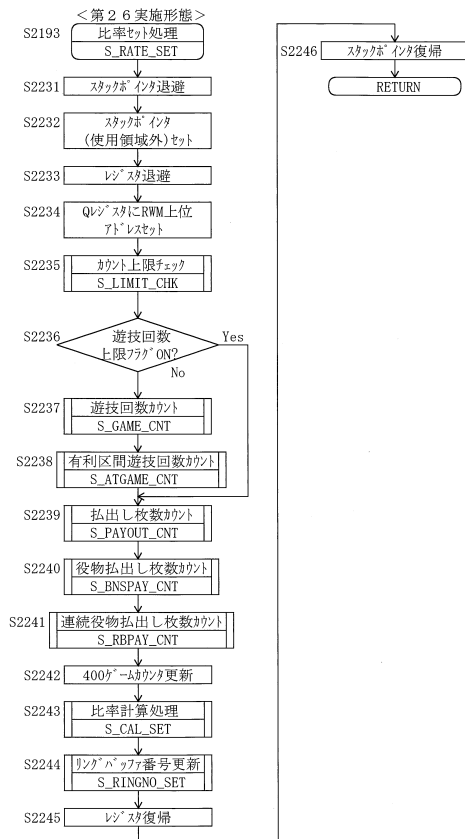 ＜第２６実施形態＞
S2193
比率セット処理
S_RATE_SET
S2231
ｽﾀｯｸﾎﾟｲﾝﾀ退避
S2232
ｽﾀｯｸﾎﾟｲﾝﾀ
(使用領域外)セット
S2233
ﾚｼﾞｽﾀ退避
S2234
QﾚｼﾞｽﾀにRWM上位
ｱﾄﾞﾚｽｾｯﾄ
S2235
ｶｳﾝﾄ上限ﾁｪｯｸ
S_LIMIT_CHK
S2236
遊技回数
上限ﾌﾗｸﾞON?
Yes
No
S2237
遊技回数ｶｳﾝﾄ
S_GAME_CNT
S2238
有利区間遊技回数ｶｳﾝﾄ
S_ATGAME_CNT
S2239
払出し枚数ｶｳﾝﾄ
S_PAYOUT_CNT
S2240
役物払出し枚数ｶｳﾝﾄ
S_BNSPAY_CNT
S2241
連続役物払出し枚数ｶｳﾝﾄ
S_RBPAY_CNT
S2242
400ｹﾞｰﾑｶｳﾝﾀ更新
S2243
比率計算処理
S_CAL_SET
S2244
ﾘﾝｸﾞﾊﾞｯﾌｧ番号更新
S_RINGNO_SET
S2245
ﾚｼﾞｽﾀ復帰
S2246
ｽﾀｯｸﾎﾟｲﾝﾀ復帰
RETURN